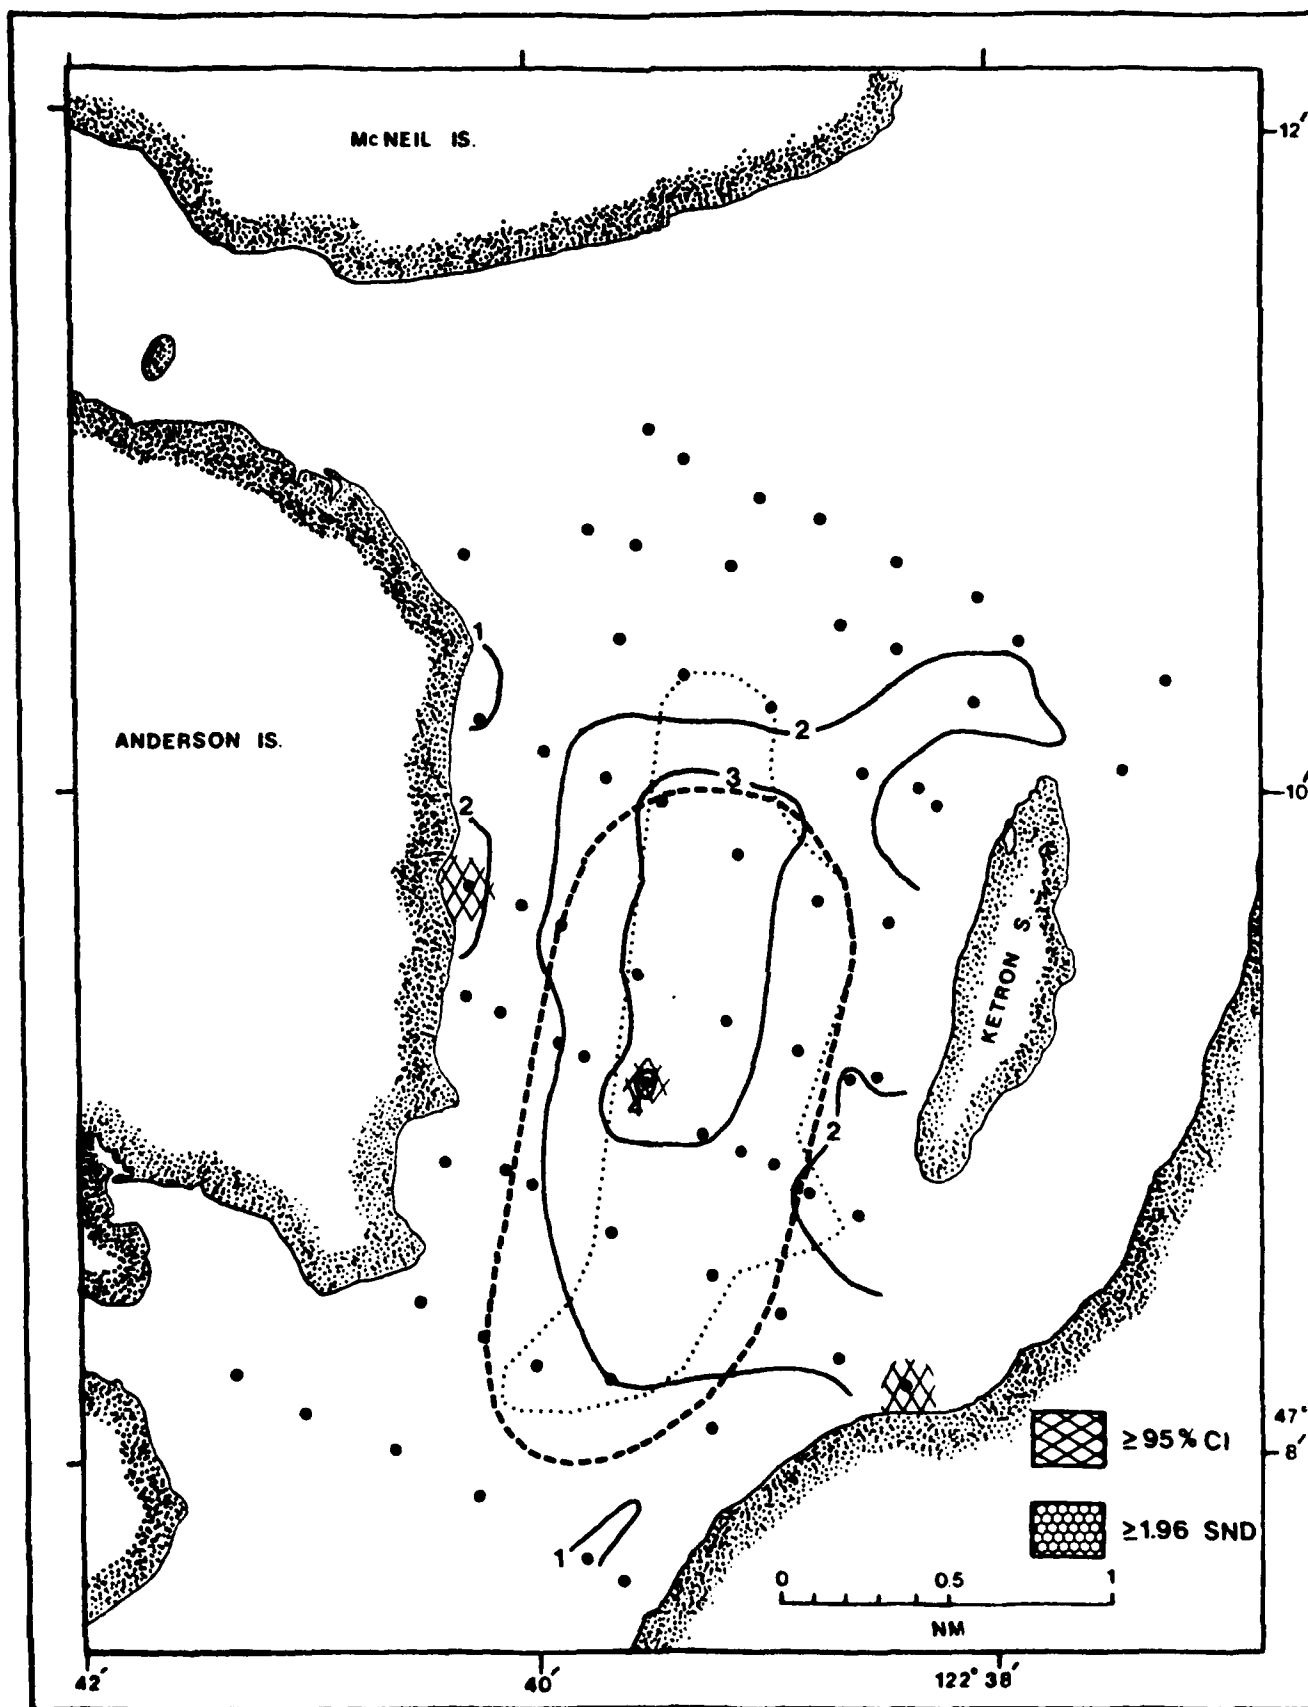 McNEIL IS.
12'
1
ANDERSON IS.
2
3
10'
2
KETRON S.
4
2
47°
≥95% CI
8'
≥1.96 SND
1
0 0.5 1
NM
42' 40' 122° 38'